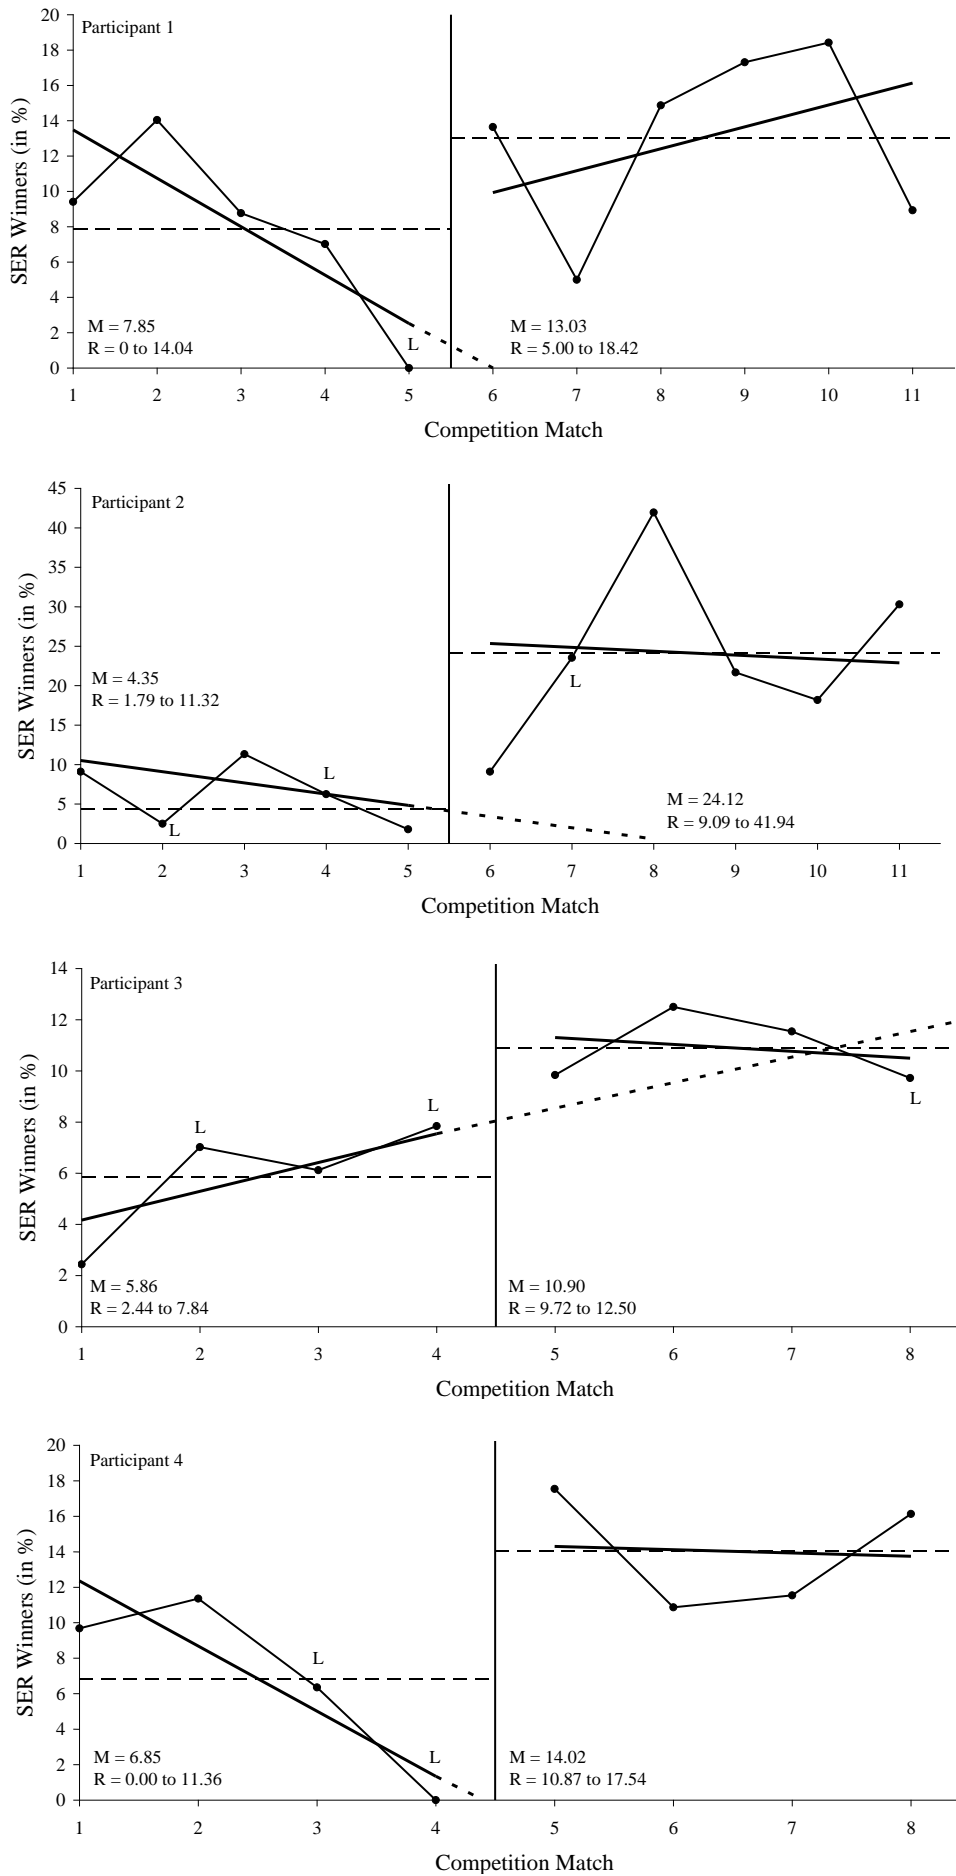 Participant 1
SER Winners (in %)
20
18
16
14
12
10
8
6
4
2
0
M = 7.85
R = 0 to 14.04
L
M = 13.03
R = 5.00 to 18.42
1 2 3 4 5 6 7 8 9 10 11
Competition Match
Participant 2
SER Winners (in %)
45
40
35
30
25
20
15
10
5
0
M = 4.35
R = 1.79 to 11.32
L
L
L
M = 24.12
R = 9.09 to 41.94
1 2 3 4 5 6 7 8 9 10 11
Competition Match
Participant 3
SER Winners (in %)
14
12
10
8
6
4
2
0
L
L
L
M = 5.86
R = 2.44 to 7.84
M = 10.90
R = 9.72 to 12.50
1 2 3 4 5 6 7 8
Competition Match
Participant 4
SER Winners (in %)
20
18
16
14
12
10
8
6
4
2
0
L
L
M = 6.85
R = 0.00 to 11.36
M = 14.02
R = 10.87 to 17.54
1 2 3 4 5 6 7 8
Competition Match